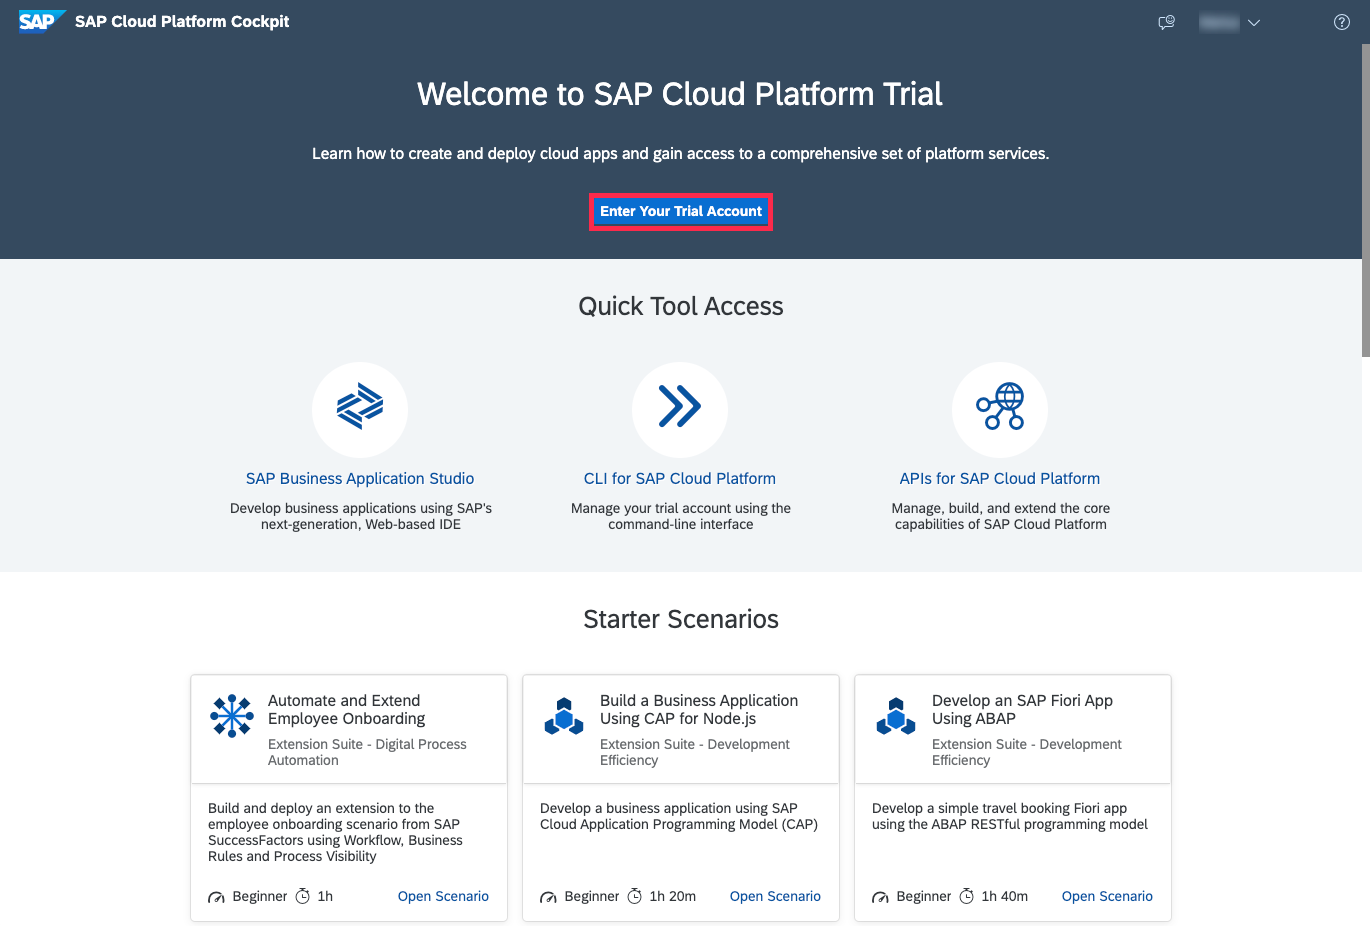 SAP SAP Cloud Platform Cockpit
Welcome to SAP Cloud Platform Trial
Learn how to create and deploy cloud apps and gain access to a comprehensive set of platform services.
Enter Your Trial Account
Quick Tool Access
SAP Business Application Studio
Develop business applications using SAP's
next-generation, Web-based IDE
CLI for SAP Cloud Platform
Manage your trial account using the
command-line interface
APIs for SAP Cloud Platform
Manage, build, and extend the core
capabilities of SAP Cloud Platform
Starter Scenarios
Automate and Extend
Employee Onboarding
Extension Suite - Digital Process
Automation
Build and deploy an extension to the
employee onboarding scenario from SAP
SuccessFactors using Workflow, Business
Rules and Process Visibility
Beginner 1h Open Scenario
Build a Business Application
Using CAP for Node.js
Extension Suite - Development
Efficiency
Develop a business application using SAP
Cloud Application Programming Model (CAP)
Beginner 1h 20m Open Scenario
Develop an SAP Fiori App
Using ABAP
Extension Suite - Development
Efficiency
Develop a simple travel booking Fiori app
using the ABAP RESTful programming model
Beginner 1h 40m Open Scenario